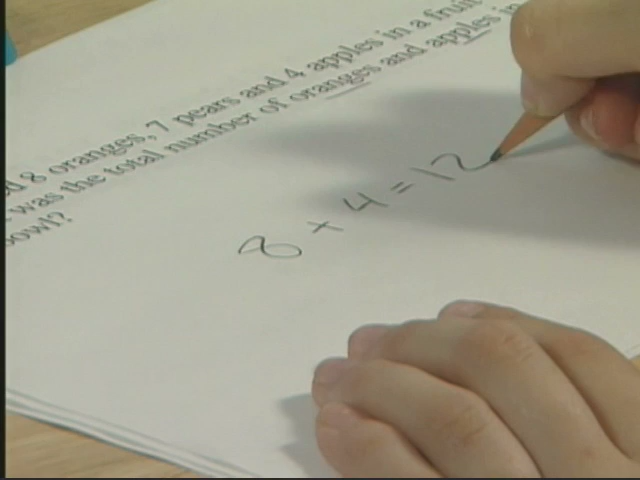 d 8 oranges, 7 pears and 4 apples in a fruit
was the total number of oranges and apples in
bowl?
8 + 4 = 12